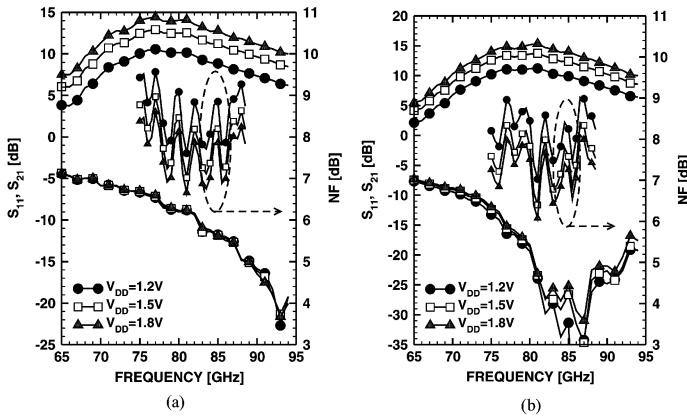 15 11 20 11
10 10 15 10
5 9 10 9
0 8 5 8
-5 7 0 7
-10 6 -5 6
-15 5 -10 5
-20 4 -15 4
-25 3 -20 3
-25
-30
-35
S11, S21 [dB]
NF [dB]
S11, S21 [dB]
NF [dB]
VDD=1.2V
VDD=1.5V
VDD=1.8V
VDD=1.2V
VDD=1.5V
VDD=1.8V
65 70 75 80 85 90 95
65 70 75 80 85 90 95
FREQUENCY [GHz]
FREQUENCY [GHz]
(a)
(b)